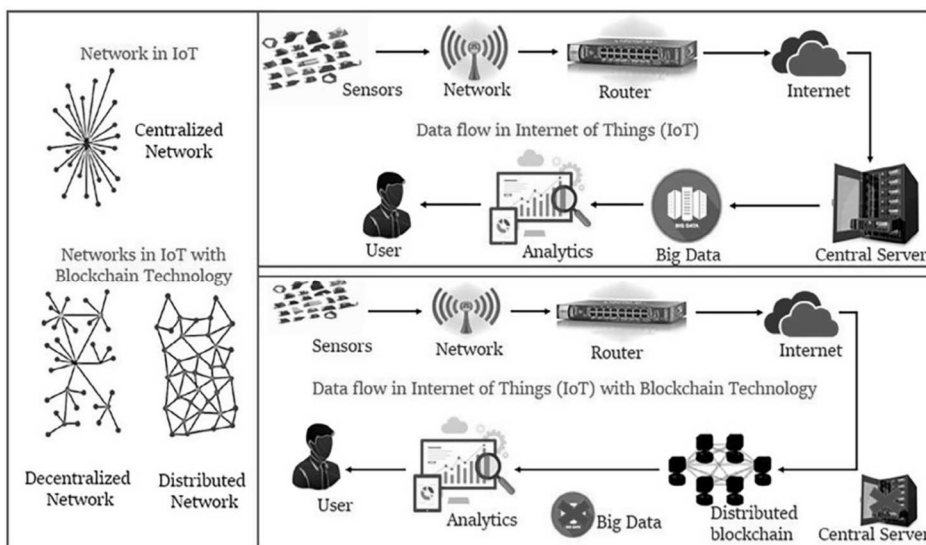 Network in IoT
Centralized
Network
Networks in IoT with
Blockchain Technology
Decentralized
Network
Distributed
Network
Sensors
Network
Router
Internet
Data flow in Internet of Things (IoT)
User
Analytics
BIG DATA
Big Data
Central Server
Sensors
Network
Router
Internet
Data flow in Internet of Things (IoT) with Blockchain Technology
User
Analytics
Big Data
Distributed
blockchain
Central Server